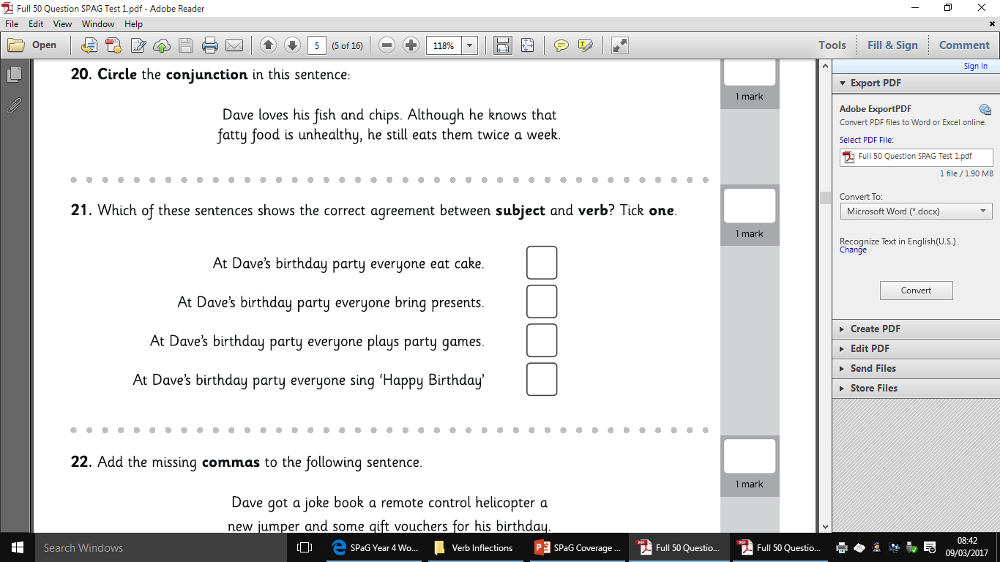 Full 50 Question SPAG Test 1.pdf - Adobe Reader
File Edit View Window Help
Open 5 (5 of 16) 118% Tools Fill & Sign Comment
Sign In
Export PDF
Adobe ExportPDF
Convert PDF files to Word or Excel online.
Select PDF File:
Full 50 Question SPAG Test 1.pdf
1 file / 1.90 MB
Convert To:
Microsoft Word (*.docx)
Recognize Text in English(U.S.)
Change
Convert
Create PDF
Edit PDF
Send Files
Store Files
20. Circle the conjunction in this sentence:
1 mark
Dave loves his fish and chips. Although he knows that
fatty food is unhealthy, he still eats them twice a week.
21. Which of these sentences shows the correct agreement between subject and verb? Tick one.
1 mark
At Dave's birthday party everyone eat cake.
At Dave's birthday party everyone bring presents.
At Dave's birthday party everyone plays party games.
At Dave's birthday party everyone sing 'Happy Birthday'
22. Add the missing commas to the following sentence.
1 mark
Dave got a joke book a remote control helicopter a
new jumper and some gift vouchers for his birthday.
Search Windows SPaG Year 4 Wo... Verb Inflections SPaG Coverage ... Full 50 Questio... Full 50 Questio...
08:42
09/03/2017